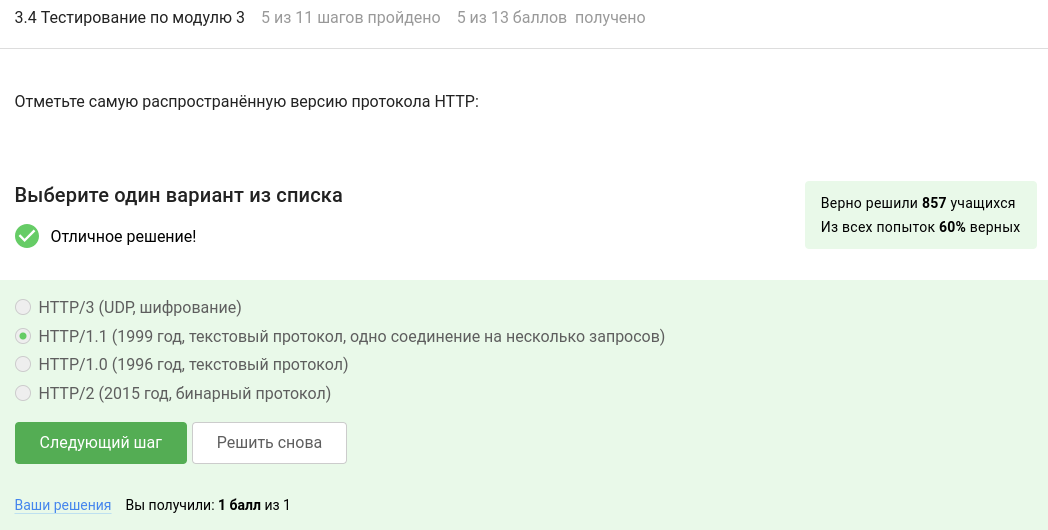 3.4 Тестирование по модулю 3 5 из 11 шагов пройдено 5 из 13 баллов получено
Отметьте самую распространённую версию протокола HTTP:
Выберите один вариант из списка
Отличное решение!
Верно решили 857 учащихся
Из всех попыток 60% верных
HTTP/3 (UDP, шифрование)
HTTP/1.1 (1999 год, текстовый протокол, одно соединение на несколько запросов)
HTTP/1.0 (1996 год, текстовый протокол)
HTTP/2 (2015 год, бинарный протокол)
Следующий шаг Решить снова
Ваши решения Вы получили: 1 балл из 1